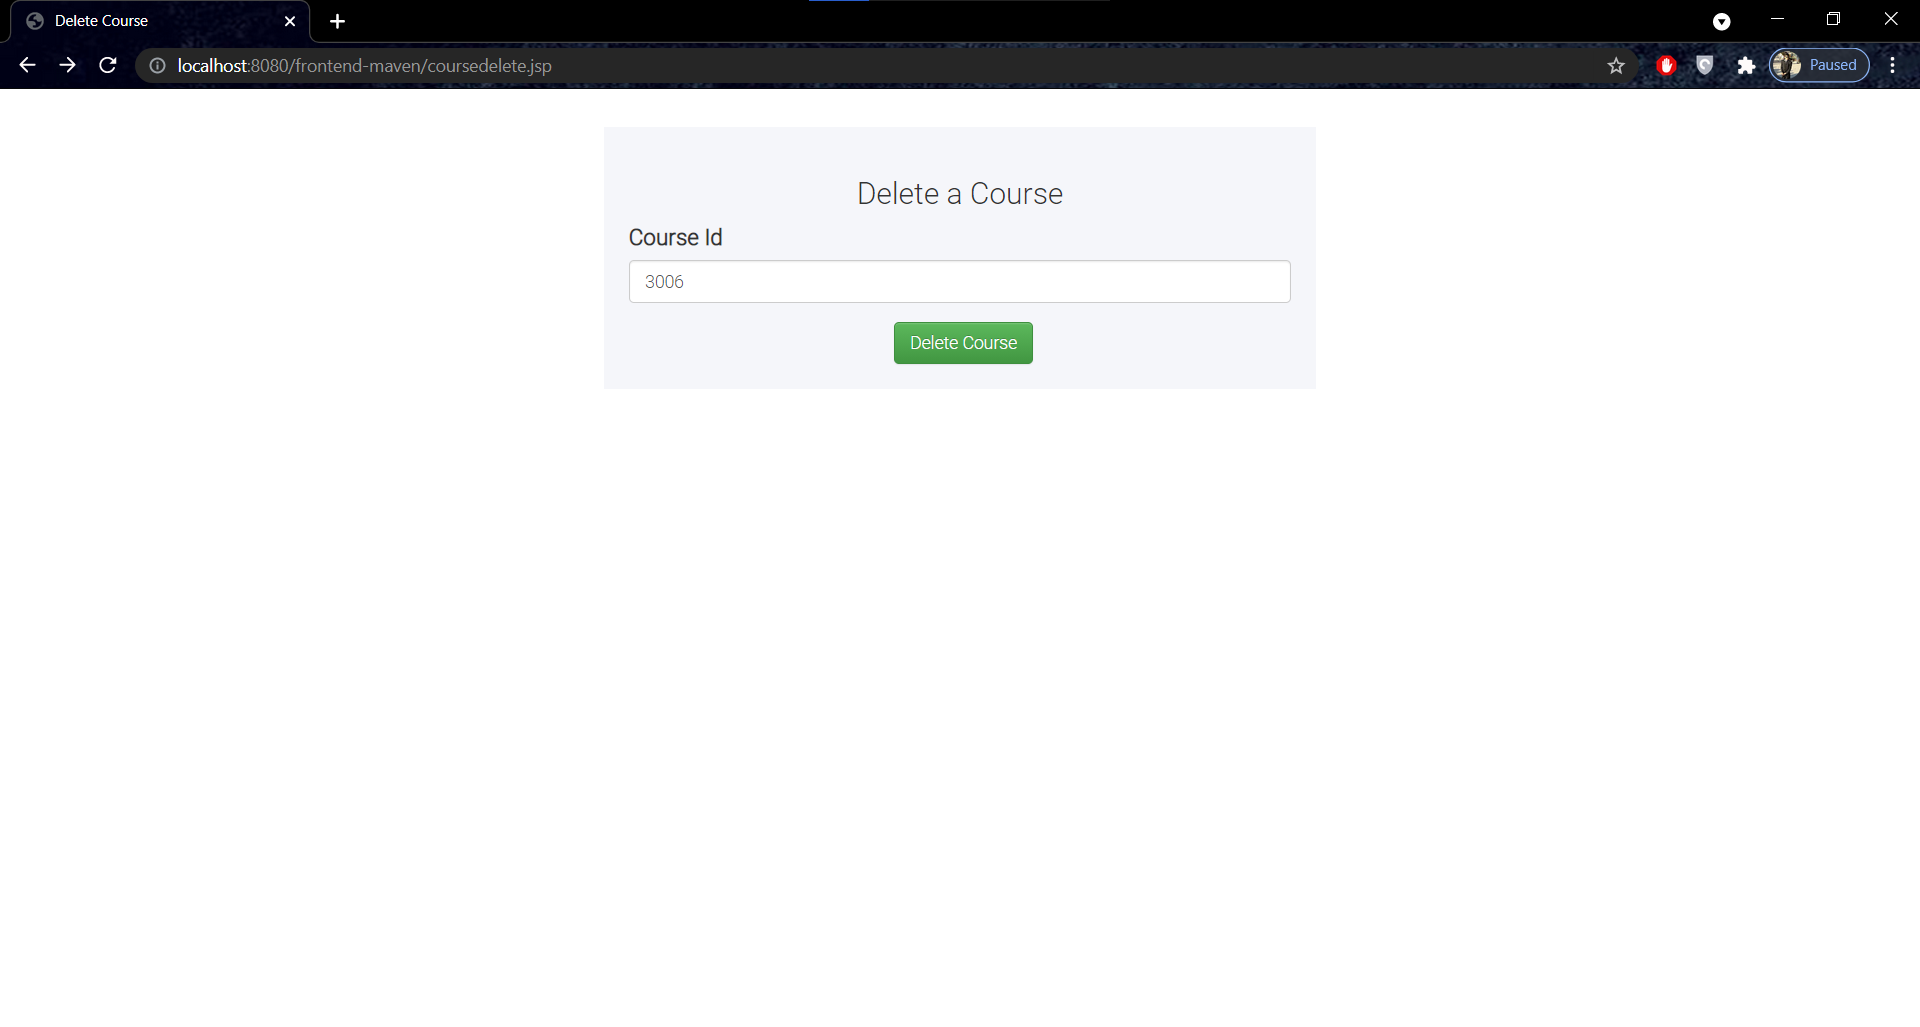 Delete Course
localhost:8080/frontend-maven/coursedelete.jsp
Paused
Delete a Course
Course Id
3006
Delete Course